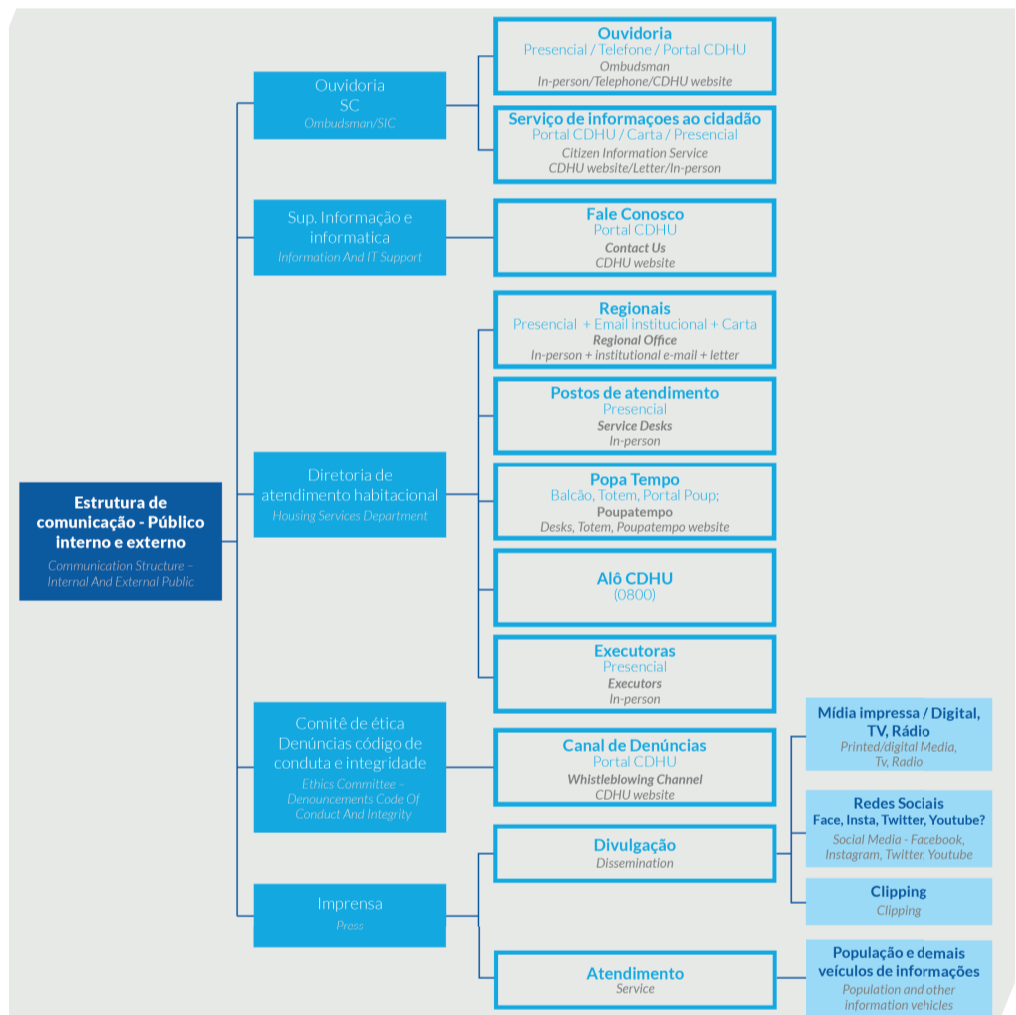 Estrutura de
comunicação - Público
interno e externo
Communication Structure –
Internal And External Public
Ouvidoria
SC
Ombudsman/SIC
Ouvidoria
Presencial / Telefone / Portal CDHU
Ombudsman
In-person/Telephone/CDHU website
Serviço de informaçoes ao cidadão
Portal CDHU / Carta / Presencial
Citizen Information Service
CDHU website/Letter/In-person
Sup. Informação e
informatica
Information And IT Support
Fale Conosco
Portal CDHU
Contact Us
CDHU website
Diretoria de
atendimento habitacional
Housing Services Department
Regionais
Presencial + Email institucional + Carta
Regional Office
In-person + institutional e-mail + letter
Postos de atendimento
Presencial
Service Desks
In-person
Popa Tempo
Balcão, Totem, Portal Poup;
Poupatempo
Desks, Totem, Poupatempo website
Alô CDHU
(0800)
Executoras
Presencial
Executors
In-person
Comitê de ética
Denúncias código de
conduta e integridade
Ethics Committee –
Denouncements Code Of
Conduct And Integrity
Canal de Denúncias
Portal CDHU
Whistleblowing Channel
CDHU website
Imprensa
Press
Divulgação
Dissemination
Mídia impressa / Digital,
TV, Rádio
Printed/digital Media,
Tv, Radio
Redes Sociais
Face, Insta, Twitter, Youtube?
Social Media - Facebook,
Instagram, Twitter Youtube
Clipping
Clipping
Atendimento
Service
População e demais
veículos de informações
Population and other
information vehicles